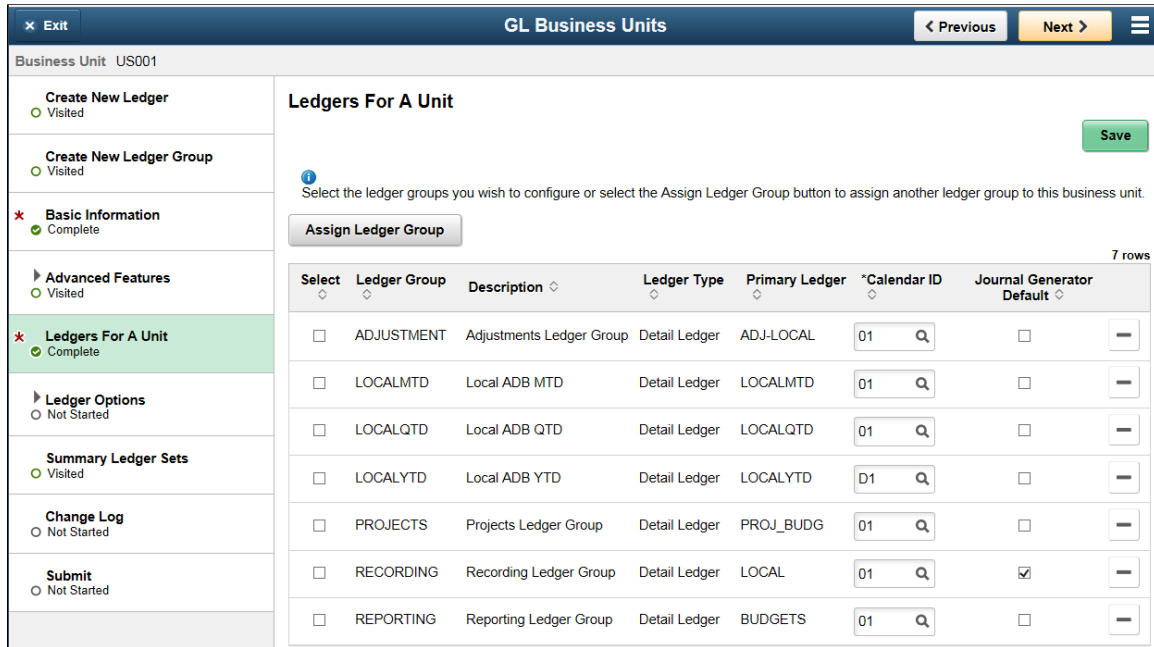 × Exit
GL Business Units
Previous
Next
Business Unit US001
Create New Ledger
Visited
Create New Ledger Group
Visited
* Basic Information
Complete
Advanced Features
Visited
* Ledgers For A Unit
Complete
Ledger Options
Not Started
Summary Ledger Sets
Visited
Change Log
Not Started
Submit
Not Started
Ledgers For A Unit
Save
Select the ledger groups you wish to configure or select the Assign Ledger Group button to assign another ledger group to this business unit.
Assign Ledger Group
7 rows
Select Ledger Group Description Ledger Type Primary Ledger *Calendar ID Journal Generator Default
ADJUSTMENT Adjustments Ledger Group Detail Ledger ADJ-LOCAL 01
LOCALMTD Local ADB MTD Detail Ledger LOCALMTD 01
LOCALQTD Local ADB QTD Detail Ledger LOCALQTD 01
LOCALYTD Local ADB YTD Detail Ledger LOCALYTD D1
PROJECTS Projects Ledger Group Detail Ledger PROJ_BUDG 01
RECORDING Recording Ledger Group Detail Ledger LOCAL 01
REPORTING Reporting Ledger Group Detail Ledger BUDGETS 01